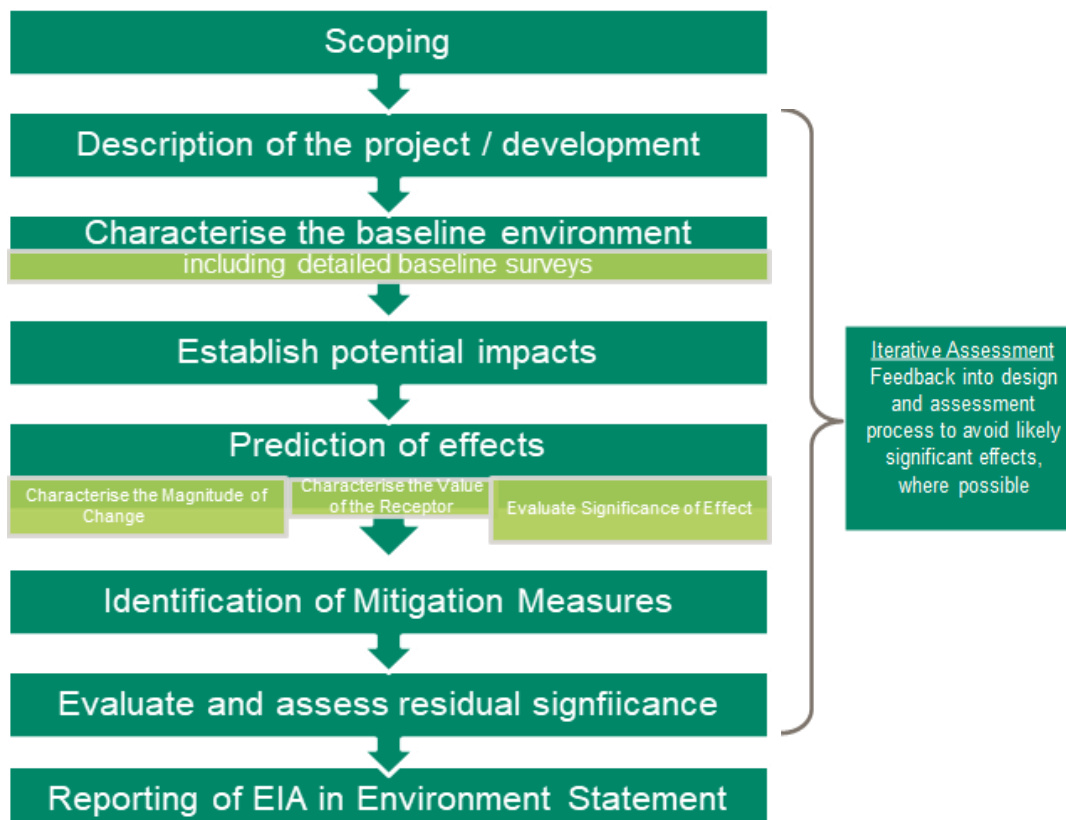 Scoping
Description of the project / development
Characterise the baseline environment
including detailed baseline surveys
Establish potential impacts
Prediction of effects
Characterise the Magnitude of
Change
Characterise the Value
of the Receptor
Evaluate Significance of Effect
Identification of Mitigation Measures
Evaluate and assess residual signfiicance
Reporting of EIA in Environment Statement
Iterative Assessment
Feedback into design
and assessment
process to avoid likely
significant effects,
where possible